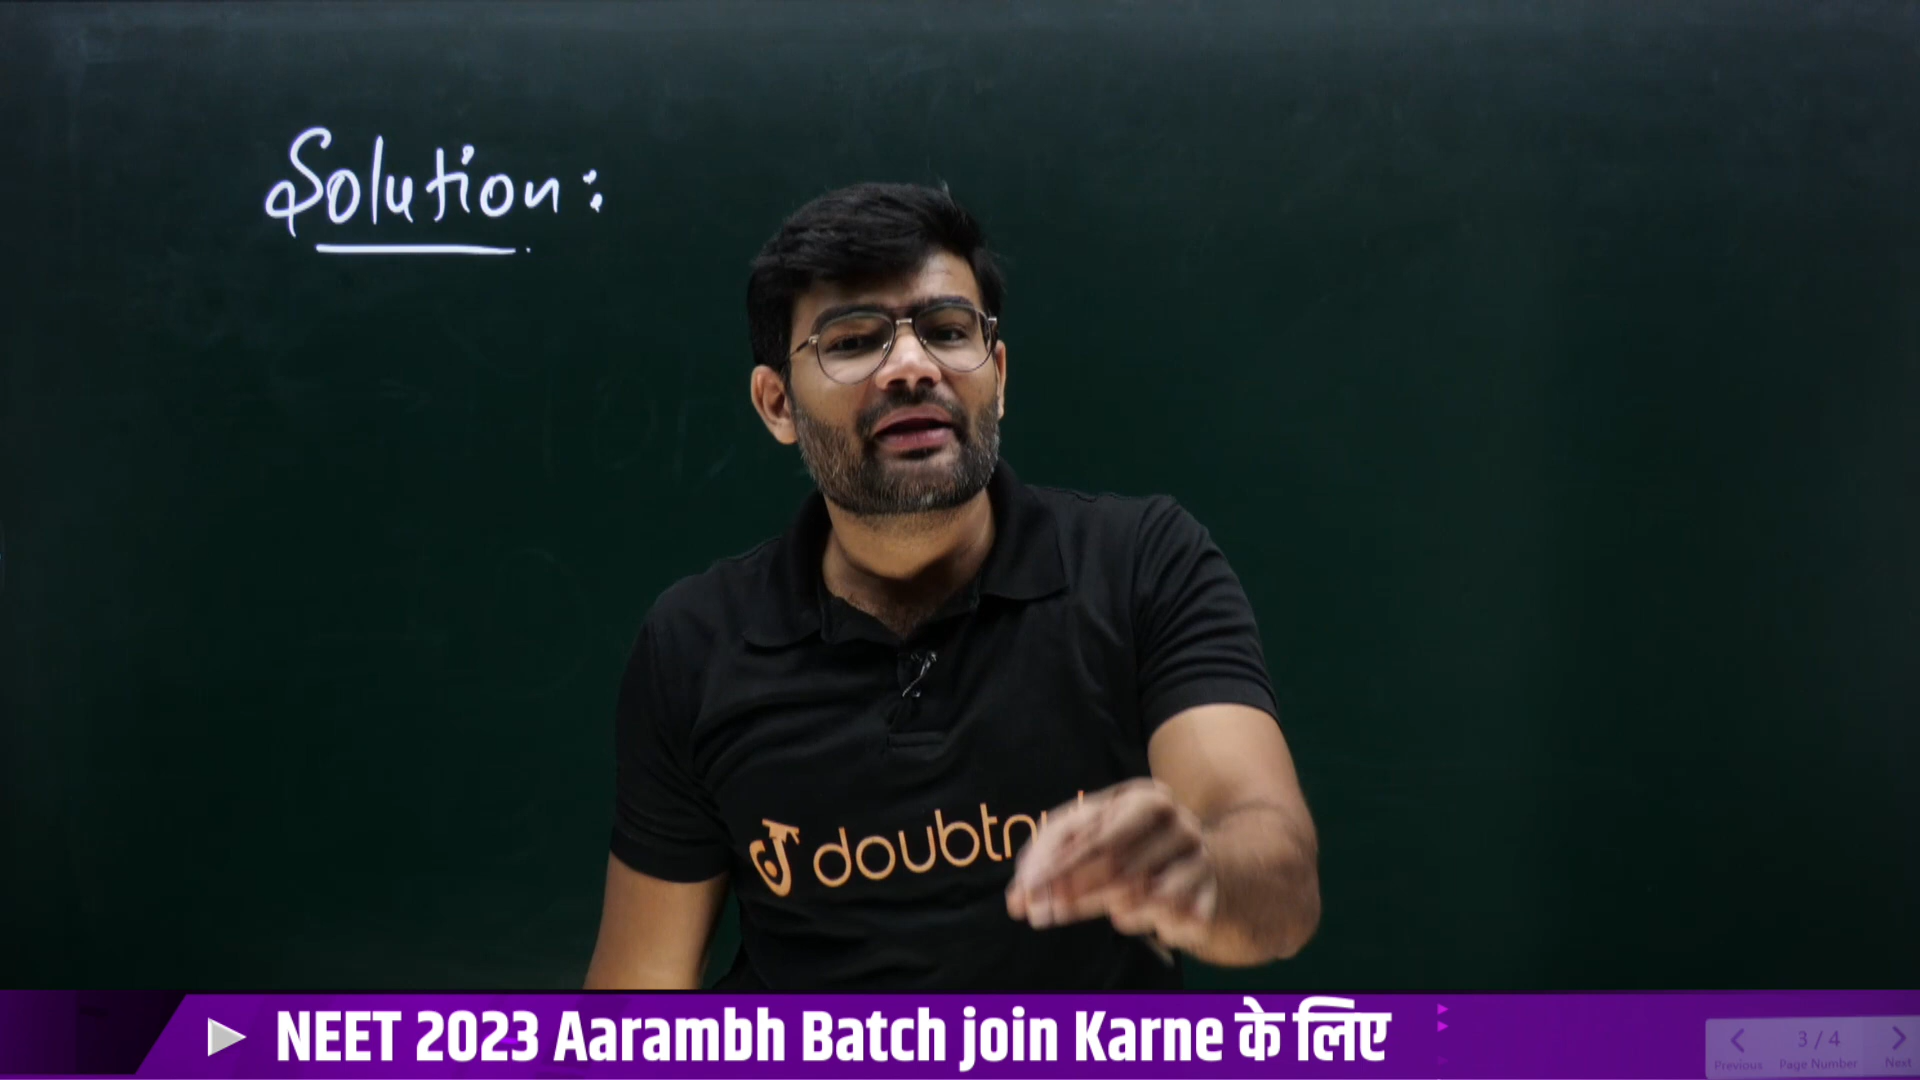 Solution:
doubtn
NEET 2023 Aarambh Batch join Karne के लिए
3 / 4
Previous Page Number Next